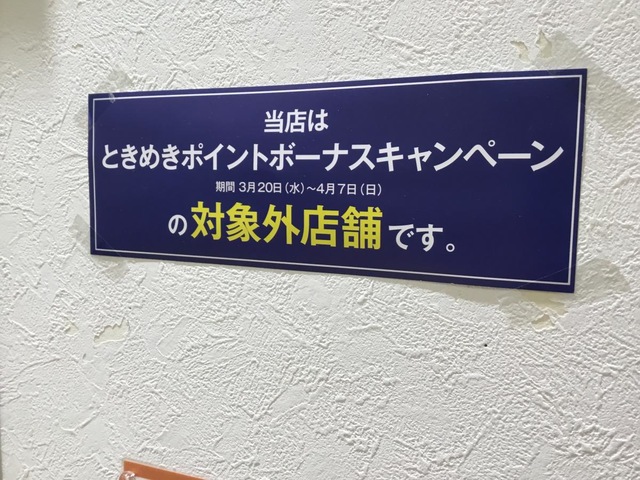 当店は
ときめきポイントボーナスキャンペーン
期間 3月20日(水)〜4月7日(日)
の対象外店舗です。